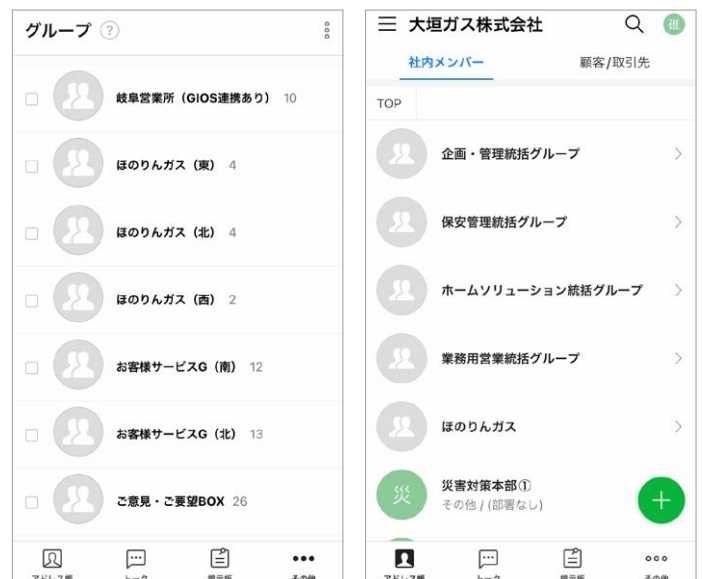 グループ ?
岐阜営業所（GIOS連携あり） 10
ほのりんガス（東） 4
ほのりんガス（北） 4
ほのりんガス（西） 2
お客様サービスG（南） 12
お客様サービスG（北） 13
ご意見・ご要望BOX 26
アドレス帳 トーク 掲示板 その他
大垣ガス株式会社
社内メンバー 顧客/取引先
TOP
企画・管理統括グループ
保安管理統括グループ
ホームソリューション統括グループ
業務用営業統括グループ
ほのりんガス
災
災害対策本部①
その他 / (部署なし)
アドレス帳 トーク 掲示板 その他